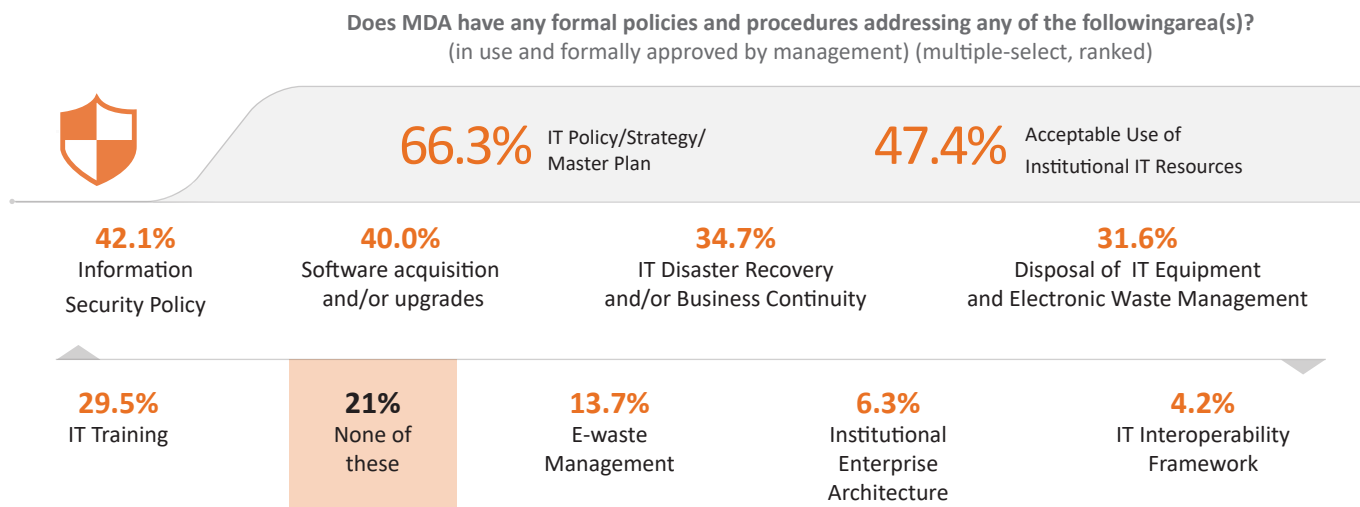 Does MDA have any formal policies and procedures addressing any of the followingarea(s)?
(in use and formally approved by management) (multiple-select, ranked)
66.3%
IT Policy/Strategy/
Master Plan
47.4%
Acceptable Use of
Institutional IT Resources
42.1%
Information
Security Policy
40.0%
Software acquisition
and/or upgrades
34.7%
IT Disaster Recovery
and/or Business Continuity
31.6%
Disposal of IT Equipment
and Electronic Waste Management
29.5%
IT Training
21%
None of
these
13.7%
E-waste
Management
6.3%
Institutional
Enterprise
Architecture
4.2%
IT Interoperability
Framework